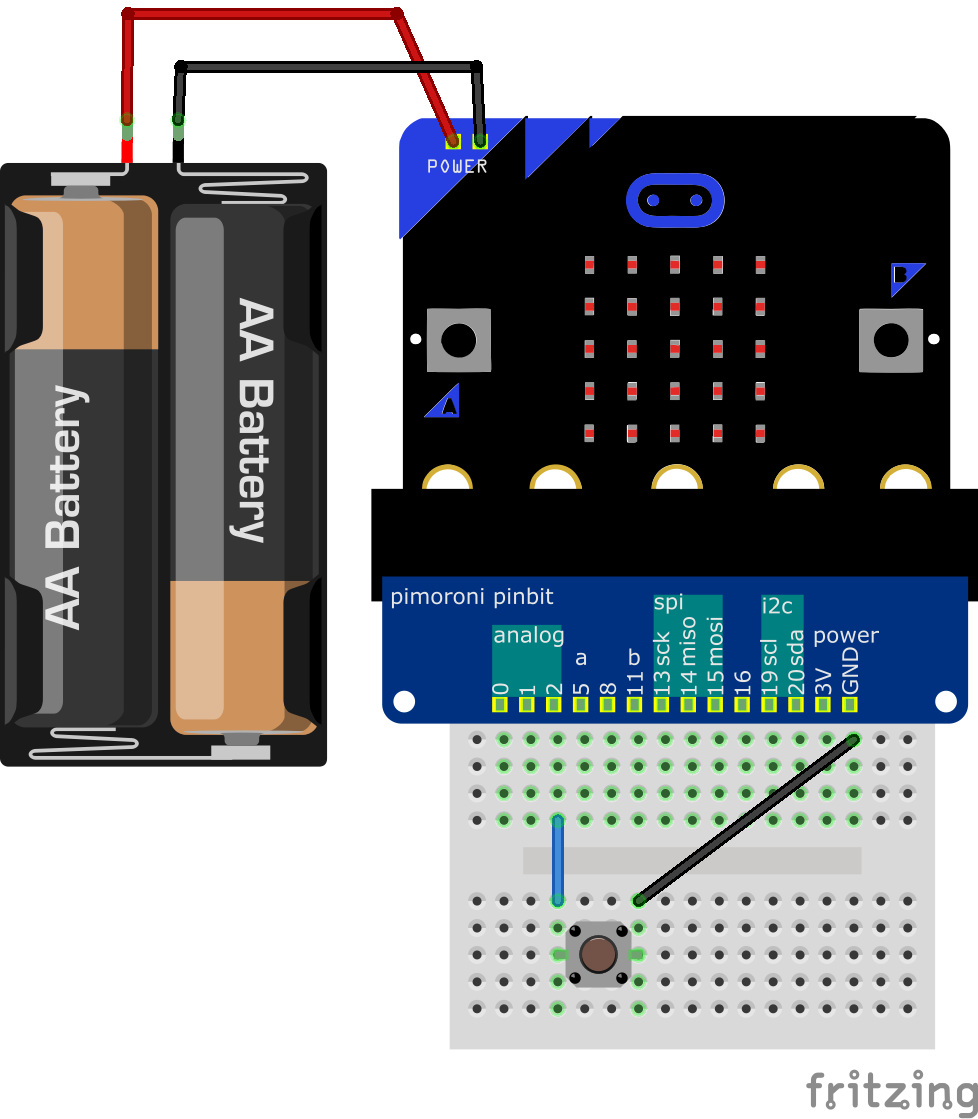 POWER
B
A
AA Battery
AA Battery
pimoroni pinbit
spi
i2c
analog
power
a
b
0
1
2
5
8
11
13 sck
14 miso
15 mosi
16
19 scl
20 sda
3V
GND
fritzing